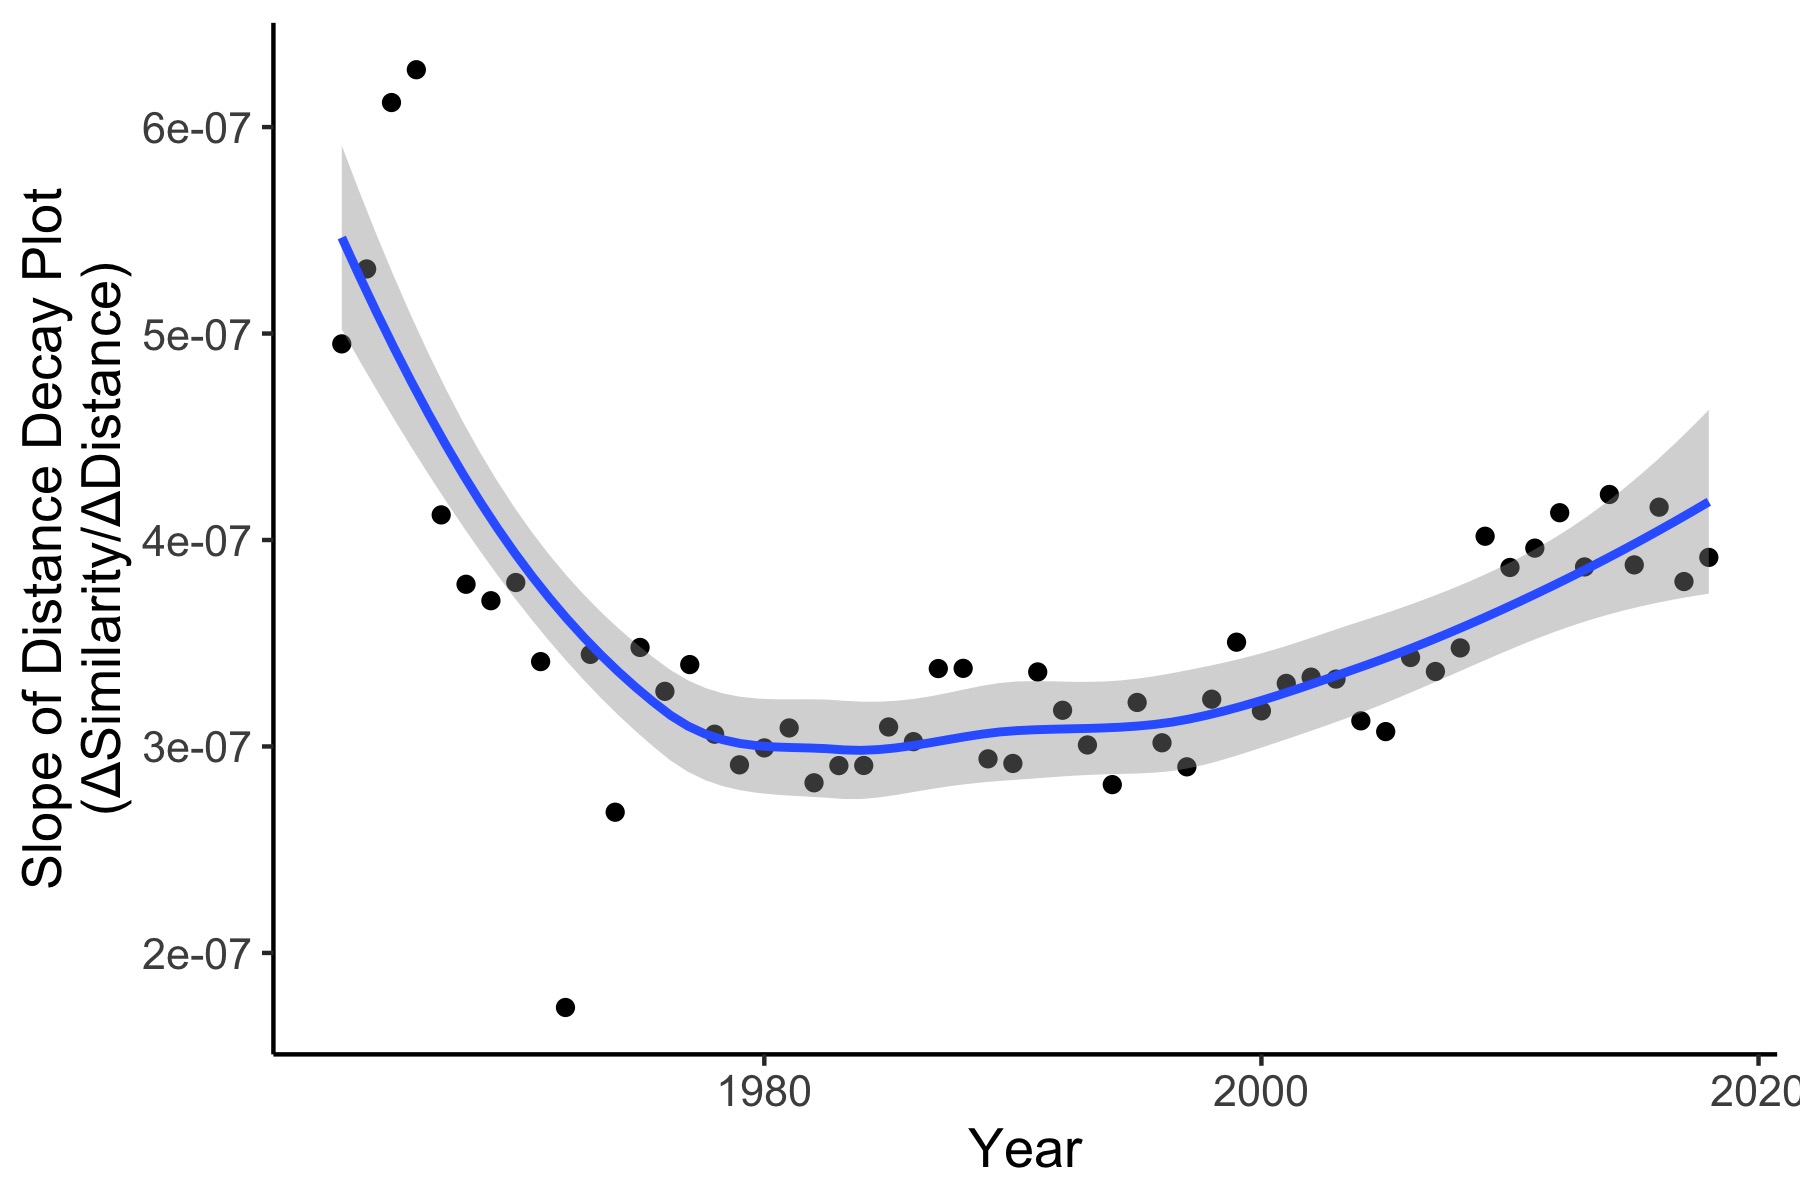 Slope of Distance Decay Plot
(ΔSimilarity/ΔDistance)
6e-07
5e-07
4e-07
3e-07
2e-07
1980
2000
2020
Year